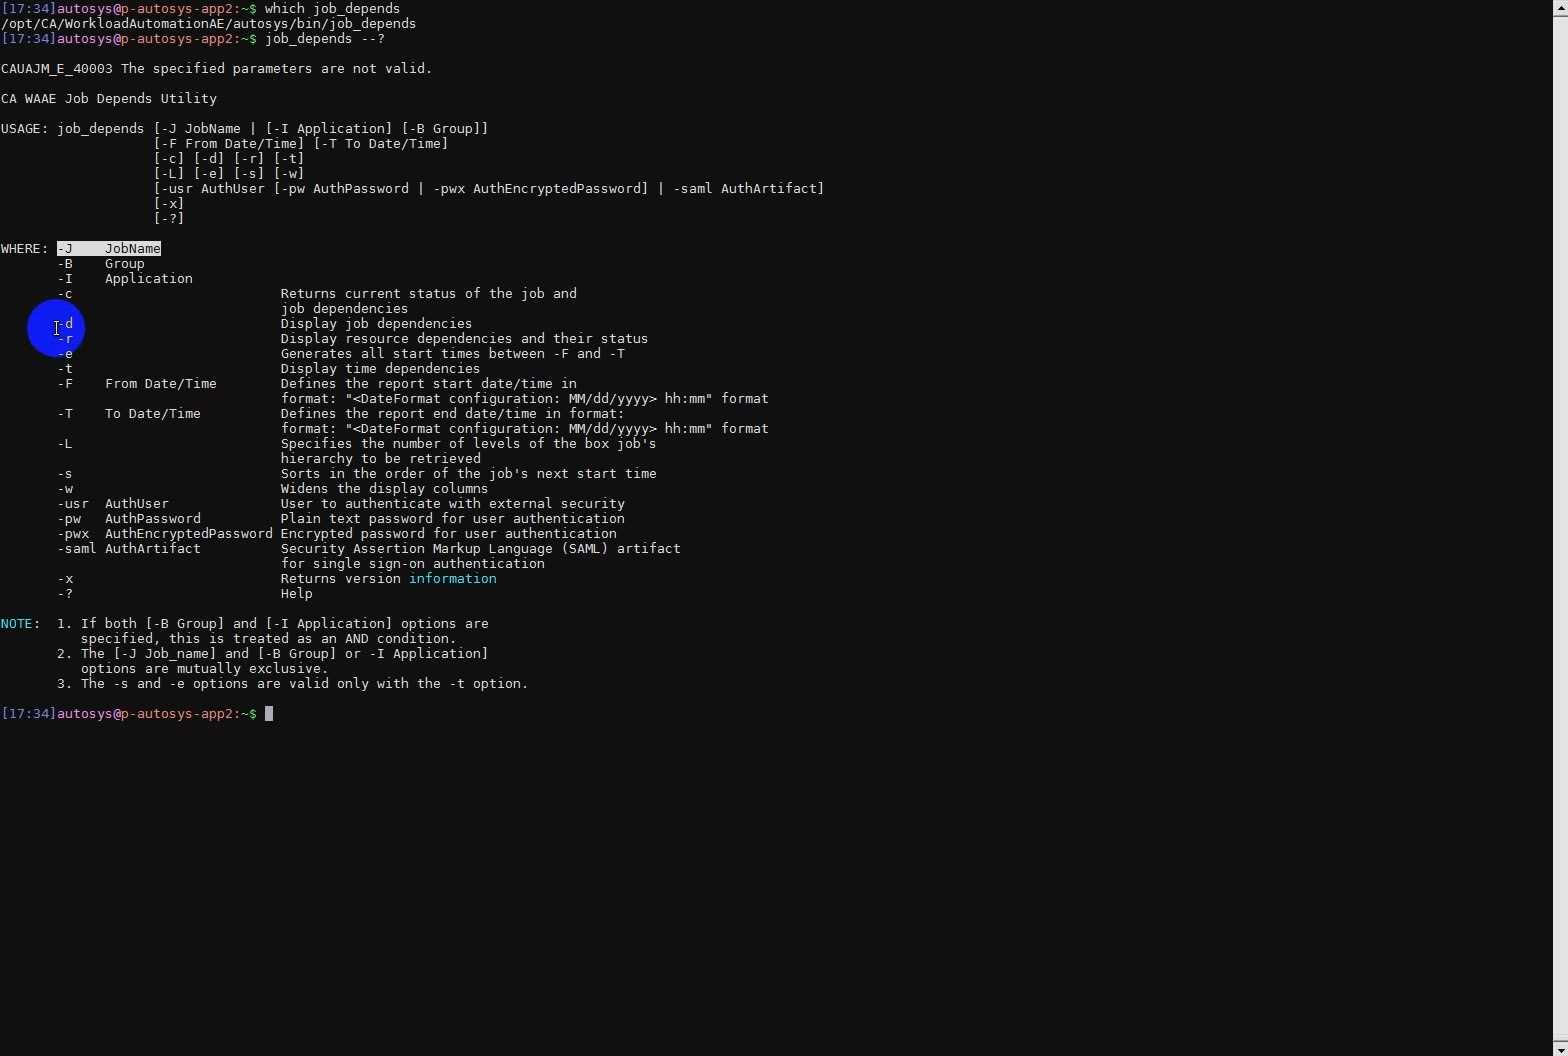 [17:34]autosys@p-autosys-app2:~$ which job_depends
/opt/CA/WorkloadAutomationAE/autosys/bin/job_depends
[17:34]autosys@p-autosys-app2:~$ job_depends --?
CAUAJM_E_40003 The specified parameters are not valid.
CA WAAE Job Depends Utility
USAGE: job_depends [-J JobName | [-I Application] [-B Group]]
[-F From Date/Time] [-T To Date/Time]
[-c] [-d] [-r] [-t]
[-L] [-e] [-s] [-w]
[-usr AuthUser [-pw AuthPassword | -pwx AuthEncryptedPassword] | -saml AuthArtifact]
[-x]
[-?]
WHERE: -J    JobName
-B    Group
-I    Application
-c                          Returns current status of the job and
job dependencies
-d                          Display job dependencies
-r                          Display resource dependencies and their status
-e                          Generates all start times between -F and -T
-t                          Display time dependencies
-F    From Date/Time        Defines the report start date/time in
format: "<DateFormat configuration: MM/dd/yyyy> hh:mm" format
-T    To Date/Time          Defines the report end date/time in format:
format: "<DateFormat configuration: MM/dd/yyyy> hh:mm" format
-L                          Specifies the number of levels of the box job's
hierarchy to be retrieved
-s                          Sorts in the order of the job's next start time
-w                          Widens the display columns
-usr  AuthUser              User to authenticate with external security
-pw   AuthPassword          Plain text password for user authentication
-pwx  AuthEncryptedPassword Encrypted password for user authentication
-saml AuthArtifact          Security Assertion Markup Language (SAML) artifact
for single sign-on authentication
-x                          Returns version information
-?                          Help
NOTE:  1. If both [-B Group] and [-I Application] options are
specified, this is treated as an AND condition.
2. The [-J Job_name] and [-B Group] or -I Application]
options are mutually exclusive.
3. The -s and -e options are valid only with the -t option.
[17:34]autosys@p-autosys-app2:~$